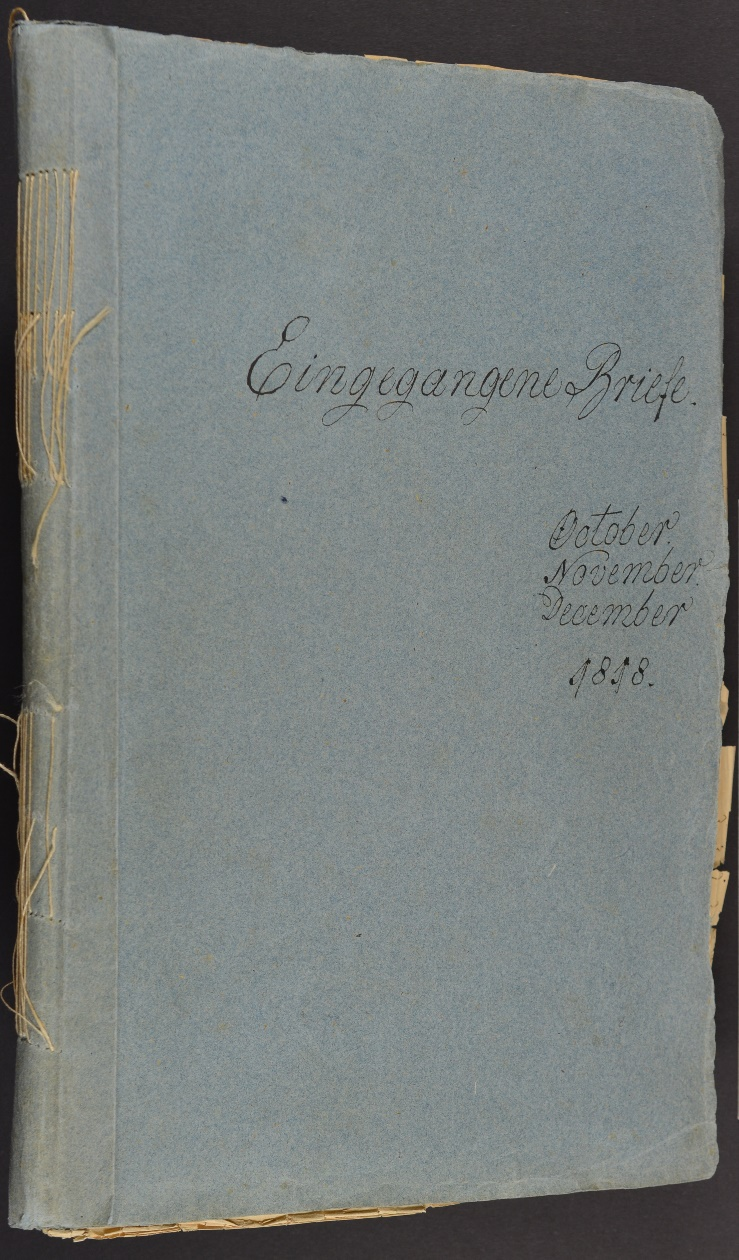 Eingegangene Briefe.
October.
November.
December
1818.